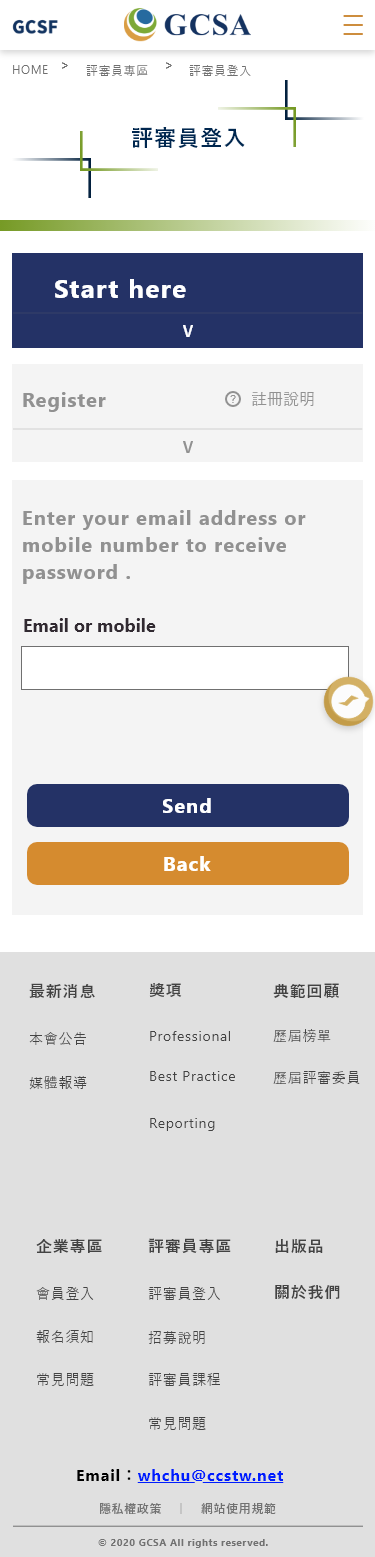 GCSF GCSA
HOME > 評審員專區 > 評審員登入
評審員登入
Start here
V
Register ? 註冊說明
V
Enter your email address or
mobile number to receive
password .
Email or mobile
Send
Back
最新消息 獎項 典範回顧
本會公告 Professional 歷屆榜單
媒體報導 Best Practice 歷屆評審委員
Reporting
企業專區 評審員專區 出版品
會員登入 評審員登入 關於我們
報名須知 招募說明
常見問題 評審員課程
常見問題
Email：whchu@ccstw.net
隱私權政策 | 網站使用規範
© 2020 GCSA All rights reserved.